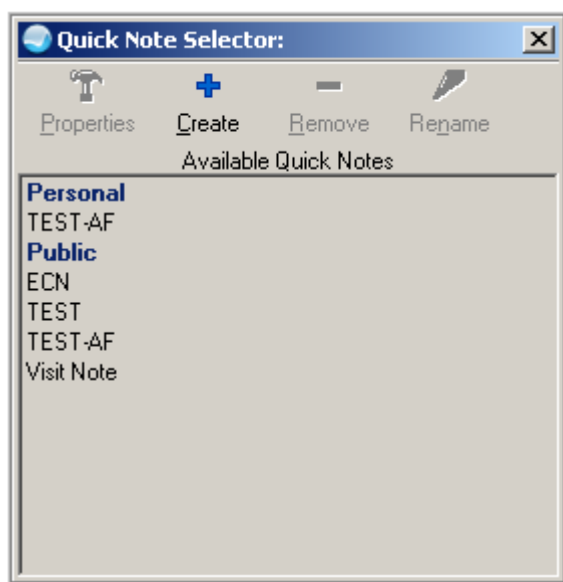 Quick Note Selector:
Properties Create Remove Rename
Available Quick Notes
Personal
TEST-AF
Public
ECN
TEST
TEST-AF
Visit Note